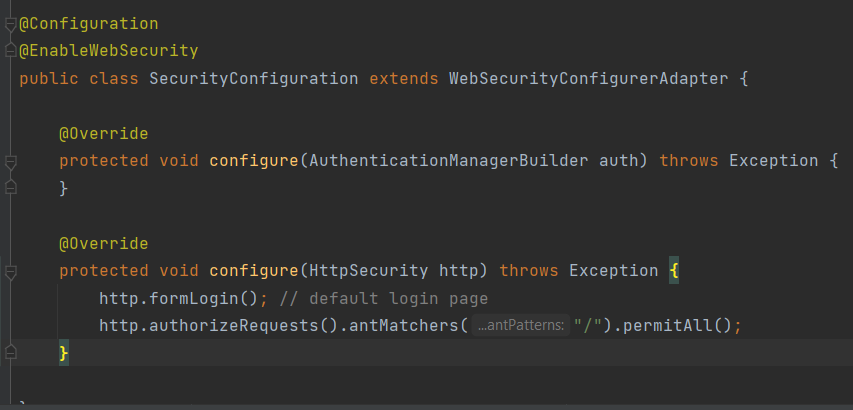 @Configuration
@EnableWebSecurity
public class SecurityConfiguration extends WebSecurityConfigurerAdapter {
@Override
protected void configure(AuthenticationManagerBuilder auth) throws Exception {
}
@Override
protected void configure(HttpSecurity http) throws Exception {
http.formLogin(); // default login page
http.authorizeRequests().antMatchers( ...antPatterns: "/").permitAll();
}
}